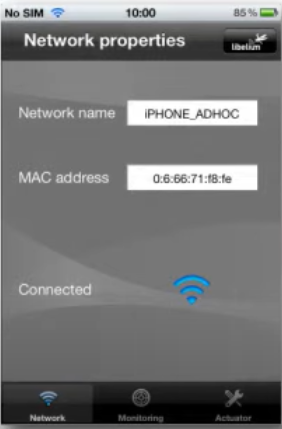 No SIM 10:00 85%
Network properties
libelium
Network name iPHONE_ADHOC
MAC address 0:6:66:71:f8:fe
Connected
Network Monitoring Actuator